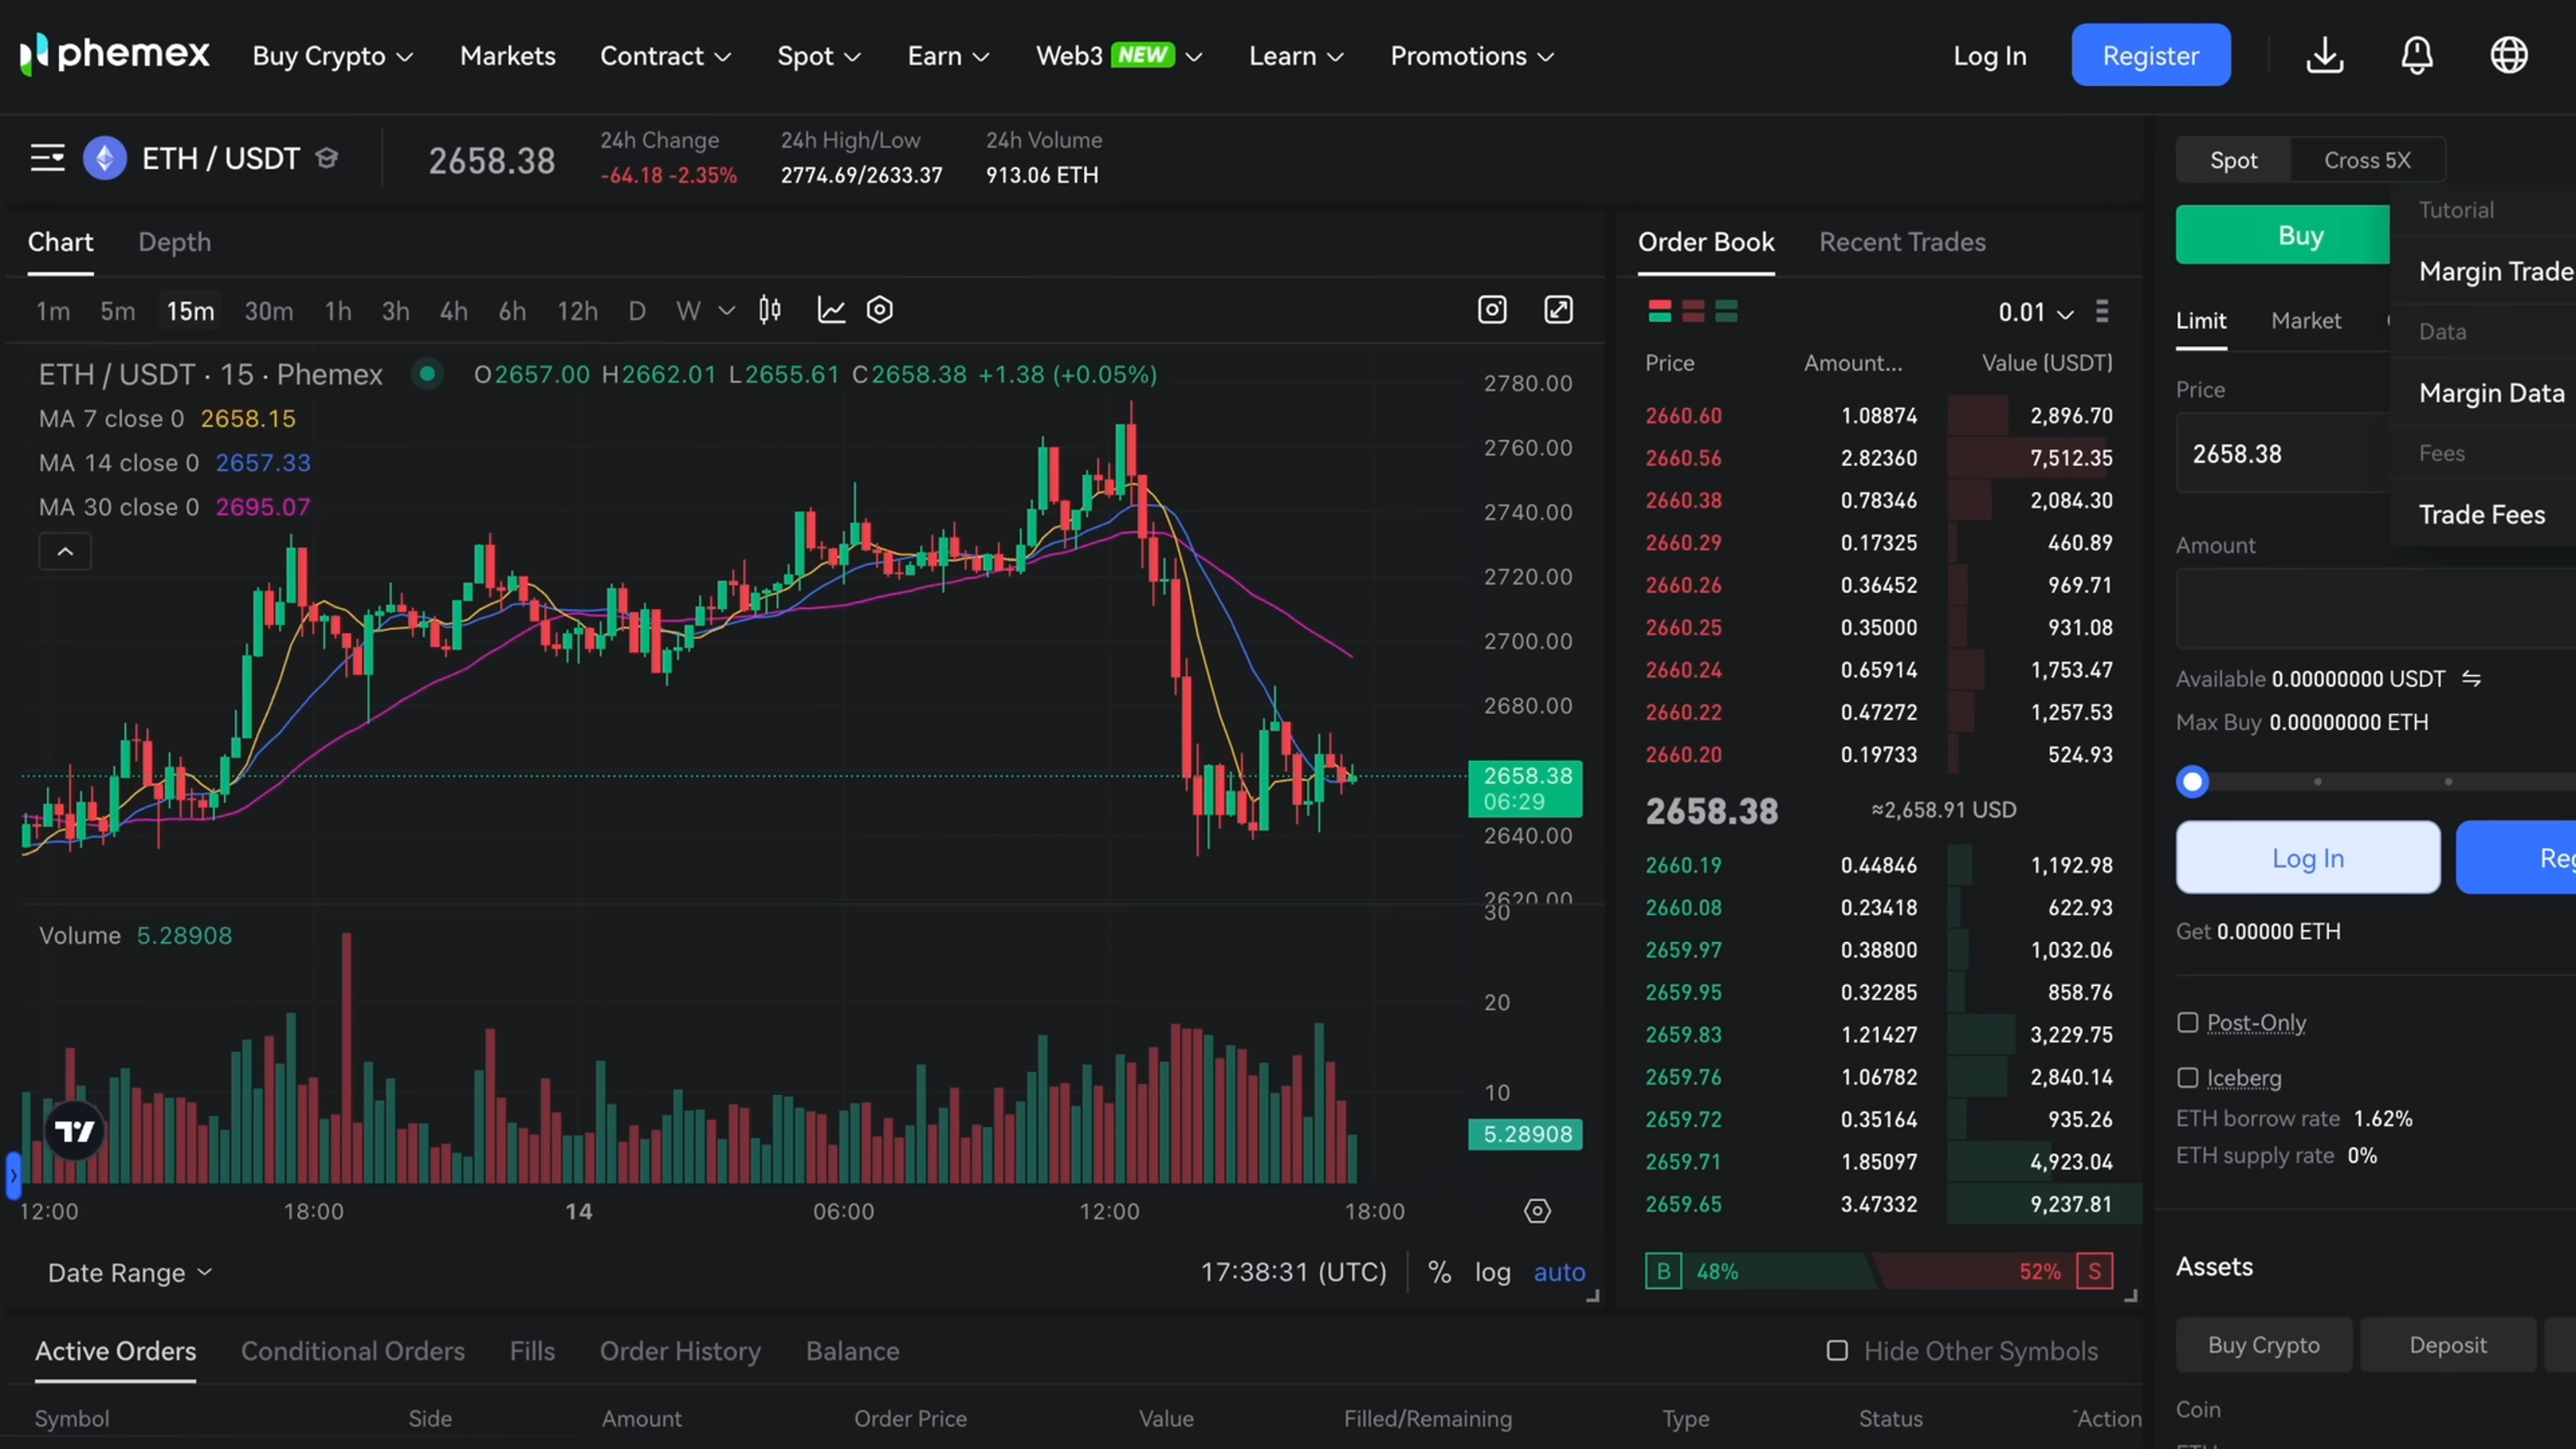 phemex Buy Crypto Markets Contract Spot Earn Web3 NEW Learn Promotions Log In Register
ETH / USDT 2658.38
24h Change 24h High/Low 24h Volume
-64.18 -2.35% 2774.69/2633.37 913.06 ETH
Chart Depth
1m 5m 15m 30m 1h 3h 4h 6h 12h D W
ETH / USDT · 15 · Phemex O2657.00 H2662.01 L2655.61 C2658.38 +1.38 (+0.05%)
MA 7 close 0 2658.15
MA 14 close 0 2657.33
MA 30 close 0 2695.07
2780.00
2760.00
2740.00
2720.00
2700.00
2680.00
2658.38
06:29
2640.00
2620.00
30
Volume 5.28908
20
10
5.28908
12:00 18:00 14 06:00 12:00 18:00
Date Range 17:38:31 (UTC) % log auto
Order Book Recent Trades
0.01
Price Amount... Value (USDT)
2660.60 1.08874 2,896.70
2660.56 2.82360 7,512.35
2660.38 0.78346 2,084.30
2660.29 0.17325 460.89
2660.26 0.36452 969.71
2660.25 0.35000 931.08
2660.24 0.65914 1,753.47
2660.22 0.47272 1,257.53
2660.20 0.19733 524.93
2658.38 ≈2,658.91 USD
2660.19 0.44846 1,192.98
2660.08 0.23418 622.93
2659.97 0.38800 1,032.06
2659.95 0.32285 858.76
2659.83 1.21427 3,229.75
2659.76 1.06782 2,840.14
2659.72 0.35164 935.26
2659.71 1.85097 4,923.04
2659.65 3.47332 9,237.81
B 48% 52% S
Spot Cross 5X
Buy
Limit Market
Price
2658.38
Tutorial
Margin Trade
Data
Margin Data
Fees
Trade Fees
Amount
Available 0.00000000 USDT
Max Buy 0.00000000 ETH
Log In Reg
Get 0.00000 ETH
Post-Only
Iceberg
ETH borrow rate 1.62%
ETH supply rate 0%
Assets
Buy Crypto Deposit
Coin
Active Orders Conditional Orders Fills Order History Balance Hide Other Symbols
Symbol Side Amount Order Price Value Filled/Remaining Type Status Action